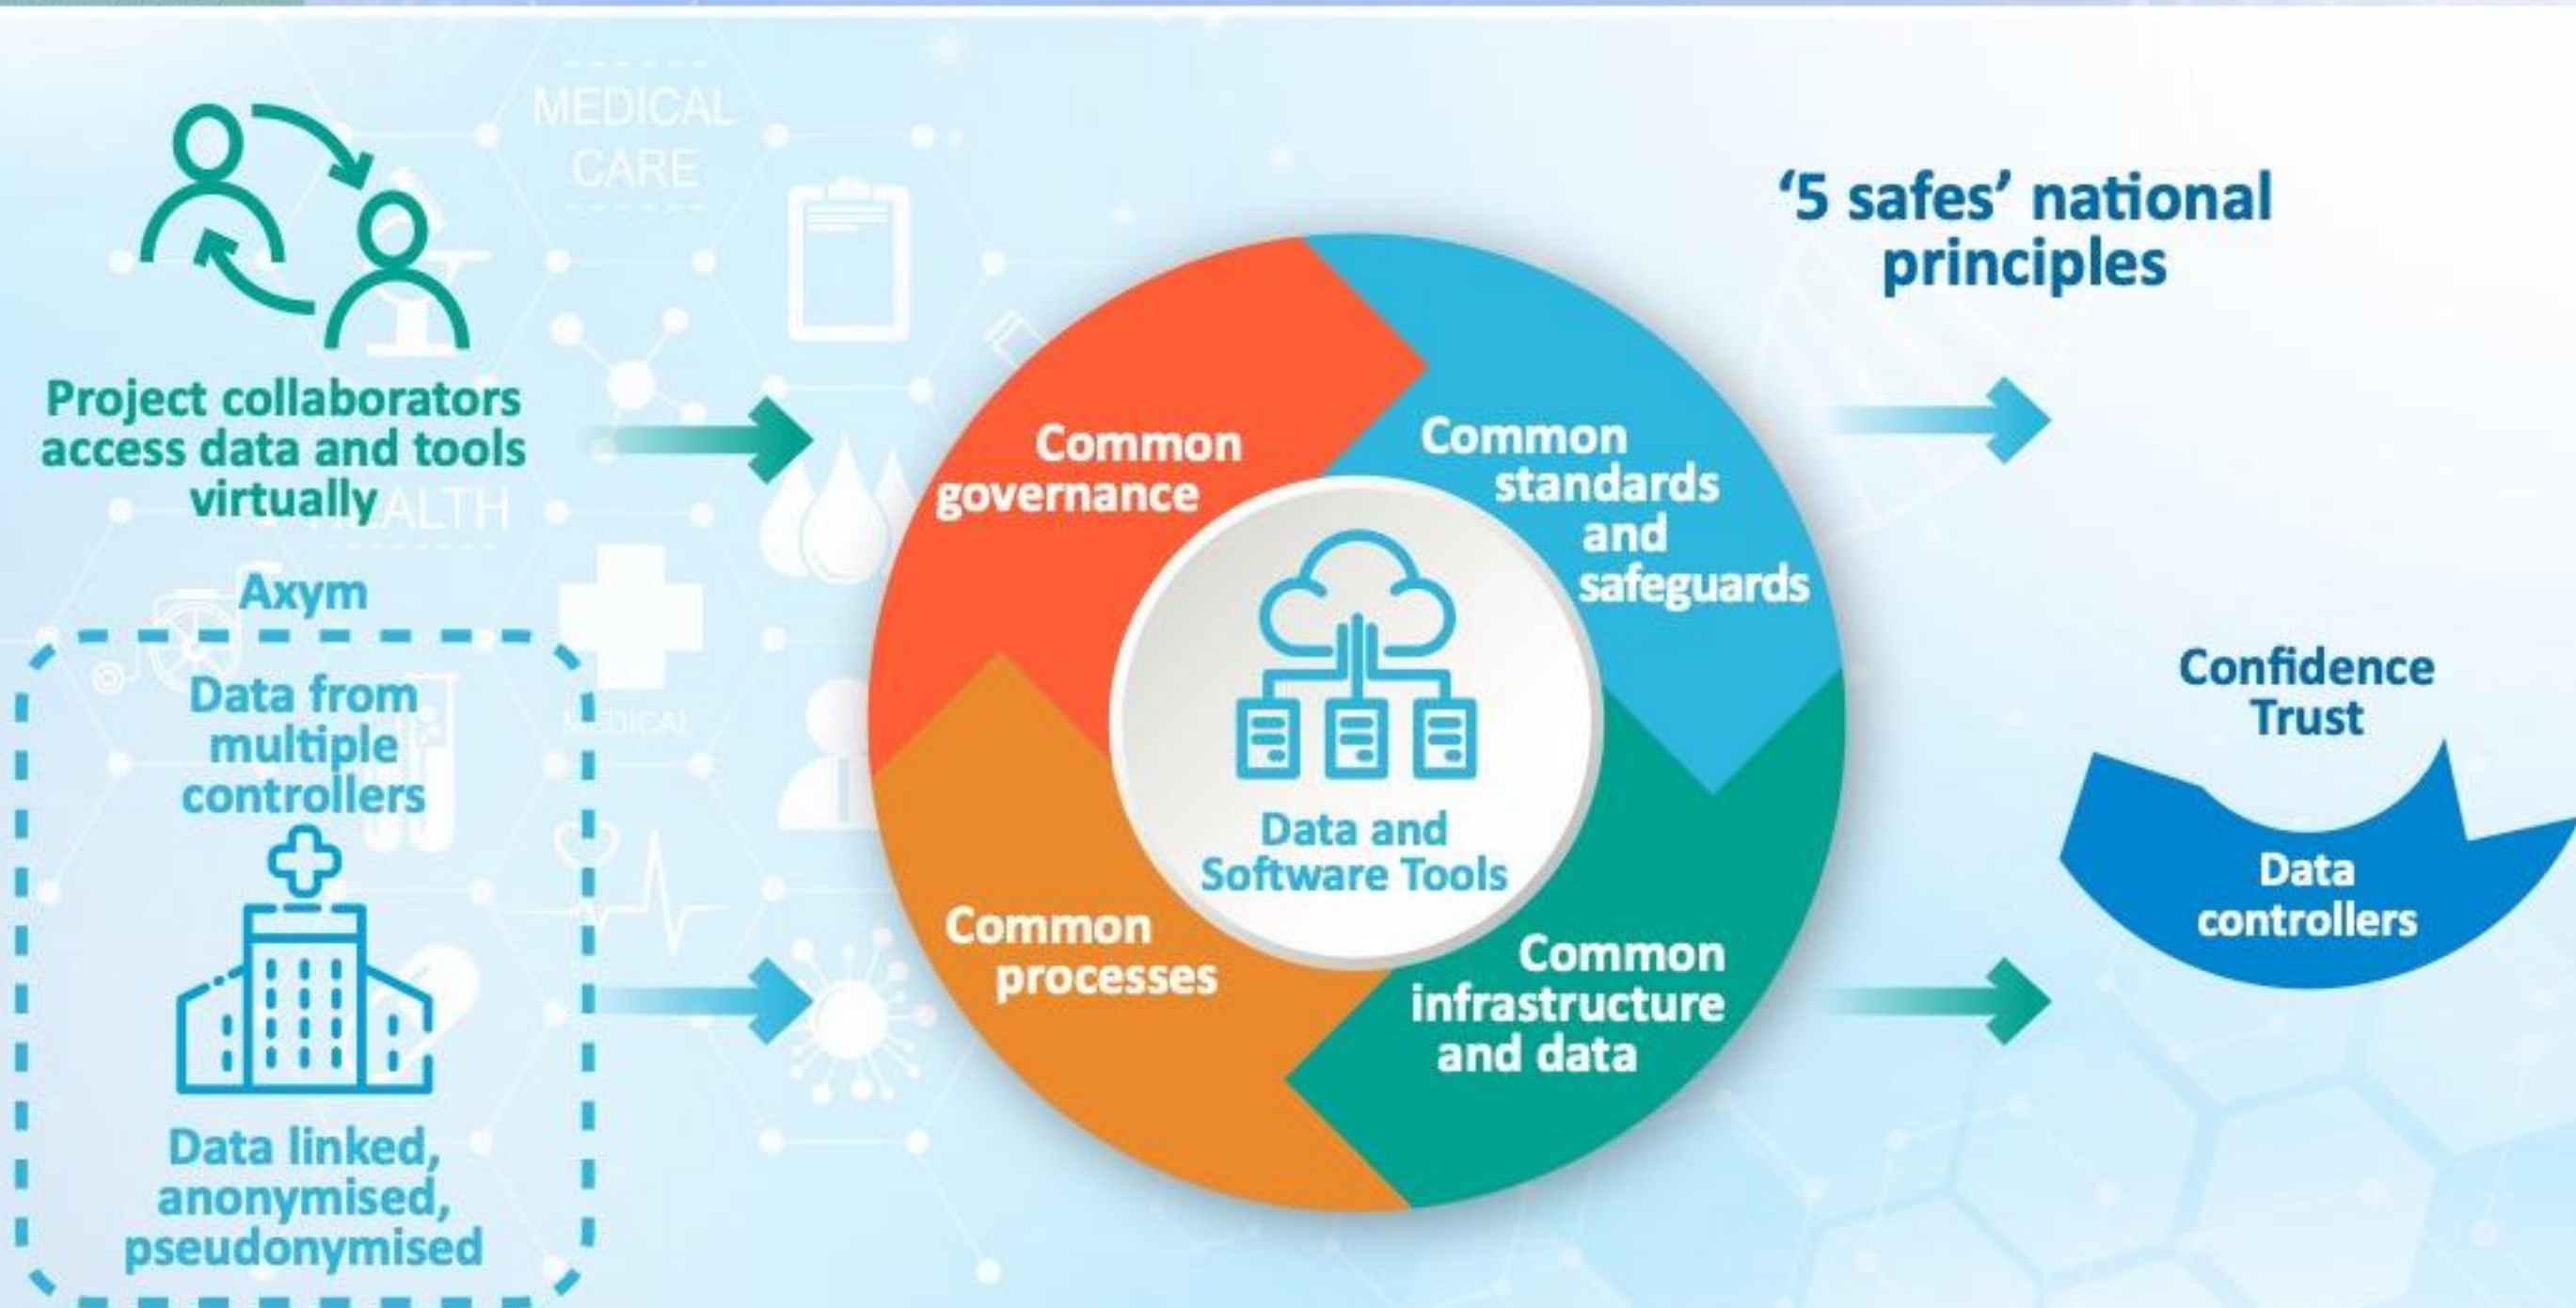 MEDICAL
CARE
Project collaborators
access data and tools
virtually
HEALTH
Axym
Data from
multiple
controllers
MEDICAL
Data linked,
anonymised,
pseudonymised
Common
governance
Common
standards
and
safeguards
Data and
Software Tools
Common
processes
Common
infrastructure
and data
‘5 safes’ national
principles
Confidence
Trust
Data
controllers